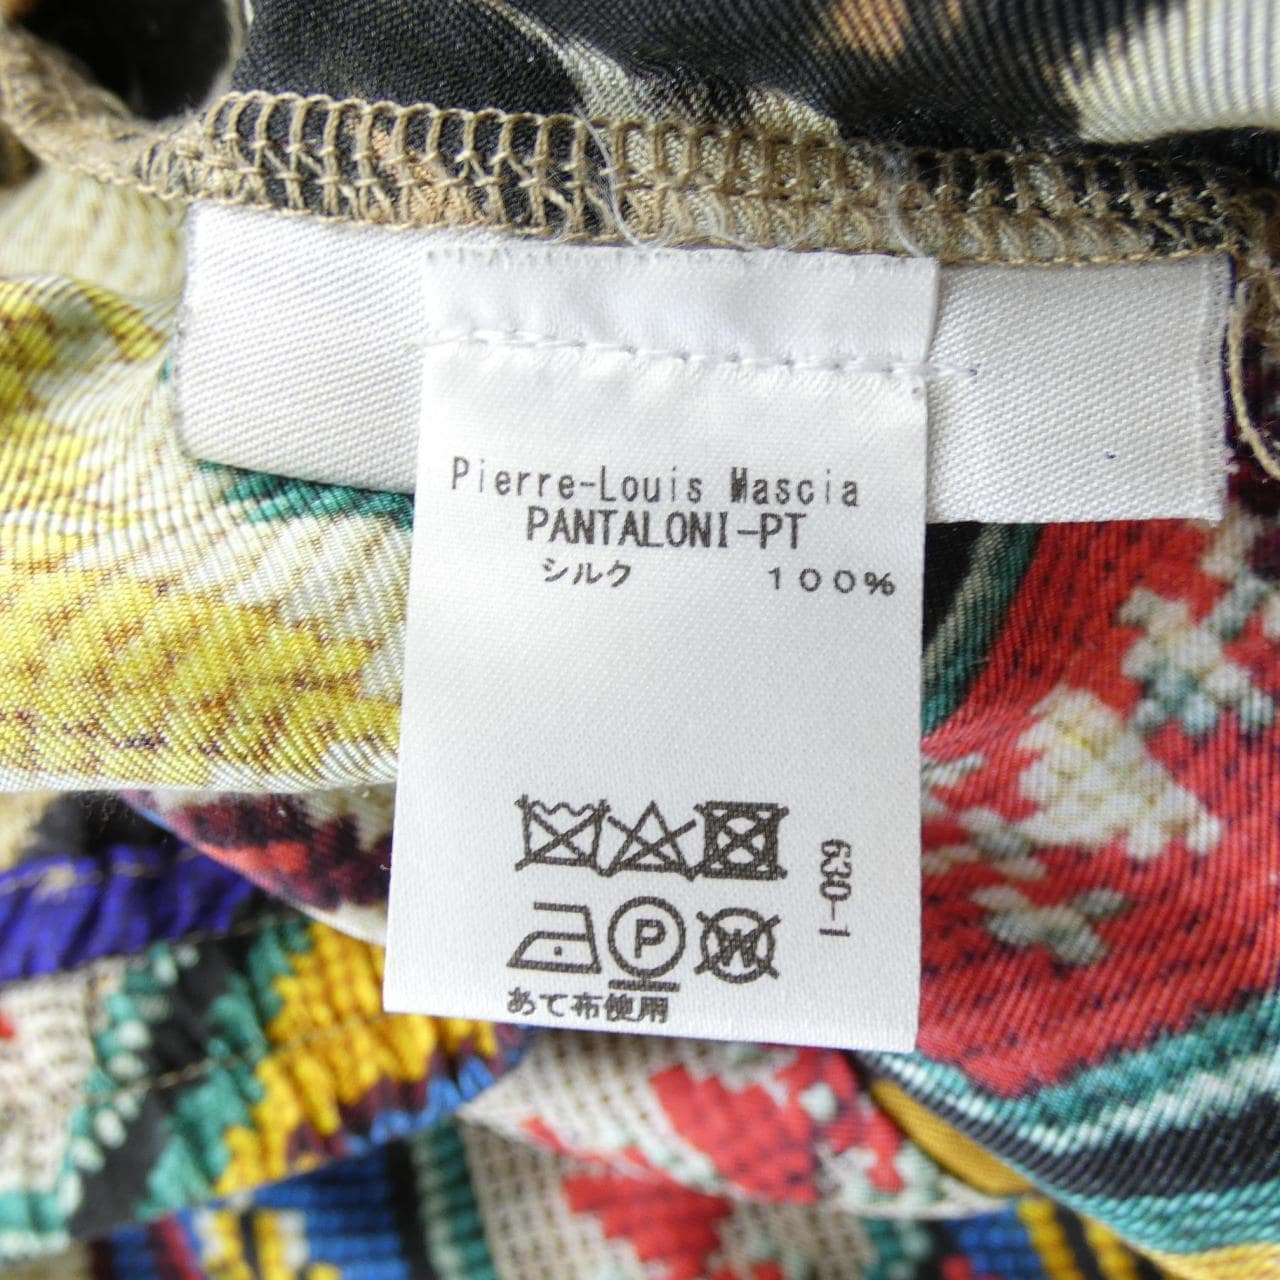 Pierre-Louis Mascia
PANTALONI-PT
シルク 100%
630-1
P
W
あて布使用